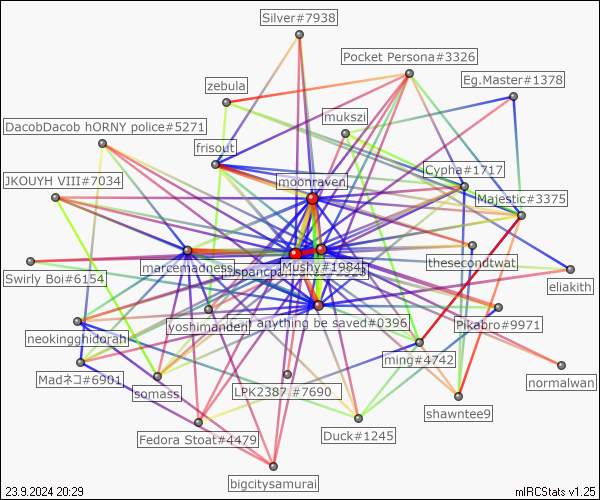 Silver#7938
Pocket Persona#3326
Eg.Master#1378
zebula
mukszi
DacobDacob hORNY police#5271
frisout
Cypha#1717
JKOUYH VIII#7034
moonraven
Majestic#3375
thesecondtwat
marcemadness
Mushy#1984
Swirly Boi#6154
eliakith
yoshimandenj
anything be saved#0396
Pikabro#9971
neokingghidorah
ming#4742
Madネコ#6901
normalwan
somass
LPK2387 #7690
shawntee9
Fedora Stoat#4479
Duck#1245
bigcitysamurai
23.9.2024 20:29
mIRCStats v1.25